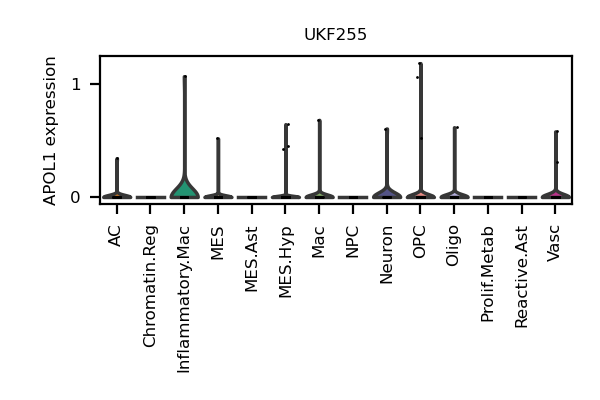 UKF255
APOL1 expression
1
0
AC
Chromatin.Reg
Inflammatory.Mac
MES
MES.Ast
MES.Hyp
Mac
NPC
Neuron
OPC
Oligo
Prolif.Metab
Reactive.Ast
Vasc